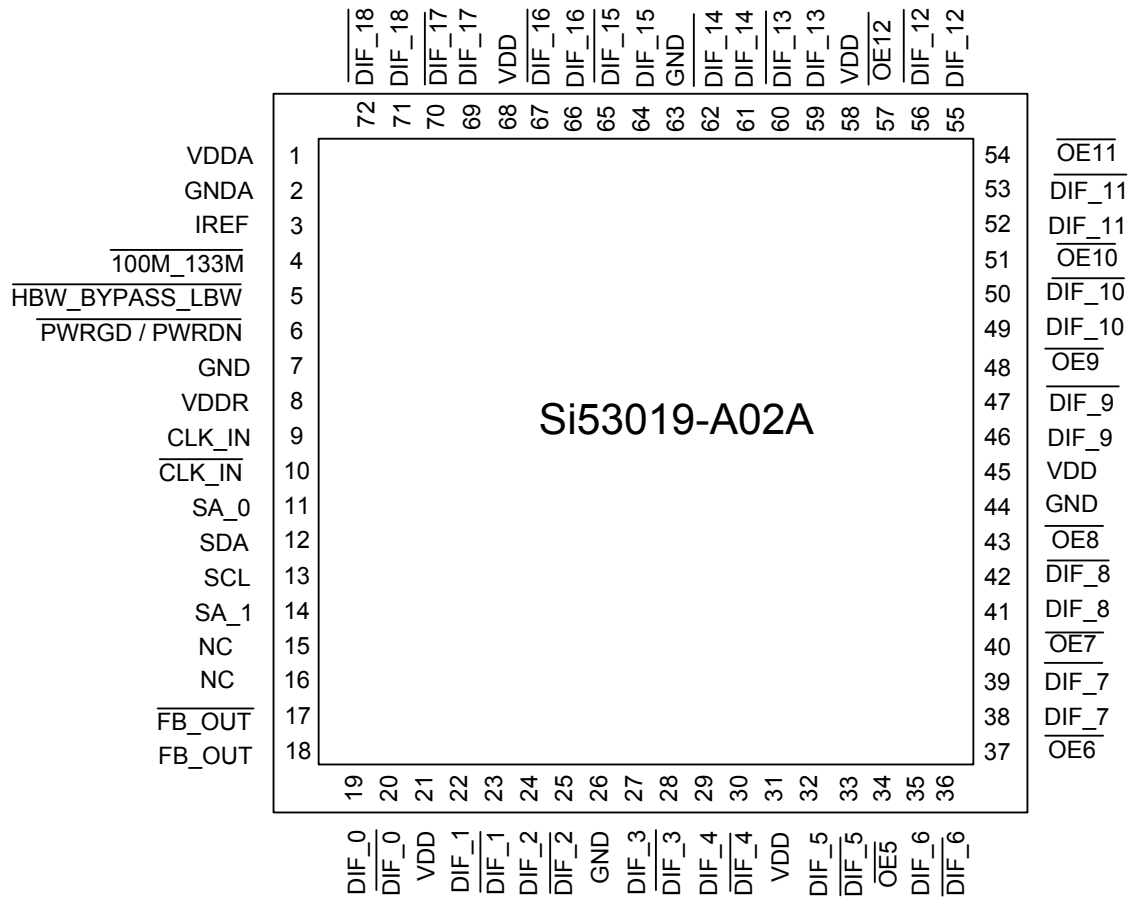 DIF_18
DIF_18
DIF_17
DIF_17
VDD
DIF_16
DIF_16
DIF_15
DIF_15
GND
DIF_14
DIF_14
DIF_13
DIF_13
VDD
OE12
DIF_12
DIF_12
72
71
70
69
68
67
66
65
64
63
62
61
60
59
58
57
56
55
VDDA 1
GNDA 2
IREF 3
100M_133M 4
HBW_BYPASS_LBW 5
PWRGD / PWRDN 6
GND 7
VDDR 8
CLK_IN 9
CLK_IN 10
SA_0 11
SDA 12
SCL 13
SA_1 14
NC 15
NC 16
FB_OUT 17
FB_OUT 18
Si53019-A02A
54 OE11
53 DIF_11
52 DIF_11
51 OE10
50 DIF_10
49 DIF_10
48 OE9
47 DIF_9
46 DIF_9
45 VDD
44 GND
43 OE8
42 DIF_8
41 DIF_8
40 OE7
39 DIF_7
38 DIF_7
37 OE6
19
20
21
22
23
24
25
26
27
28
29
30
31
32
33
34
35
36
DIF_0
DIF_0
VDD
DIF_1
DIF_1
DIF_2
DIF_2
GND
DIF_3
DIF_3
DIF_4
DIF_4
VDD
DIF_5
DIF_5
OE5
DIF_6
DIF_6